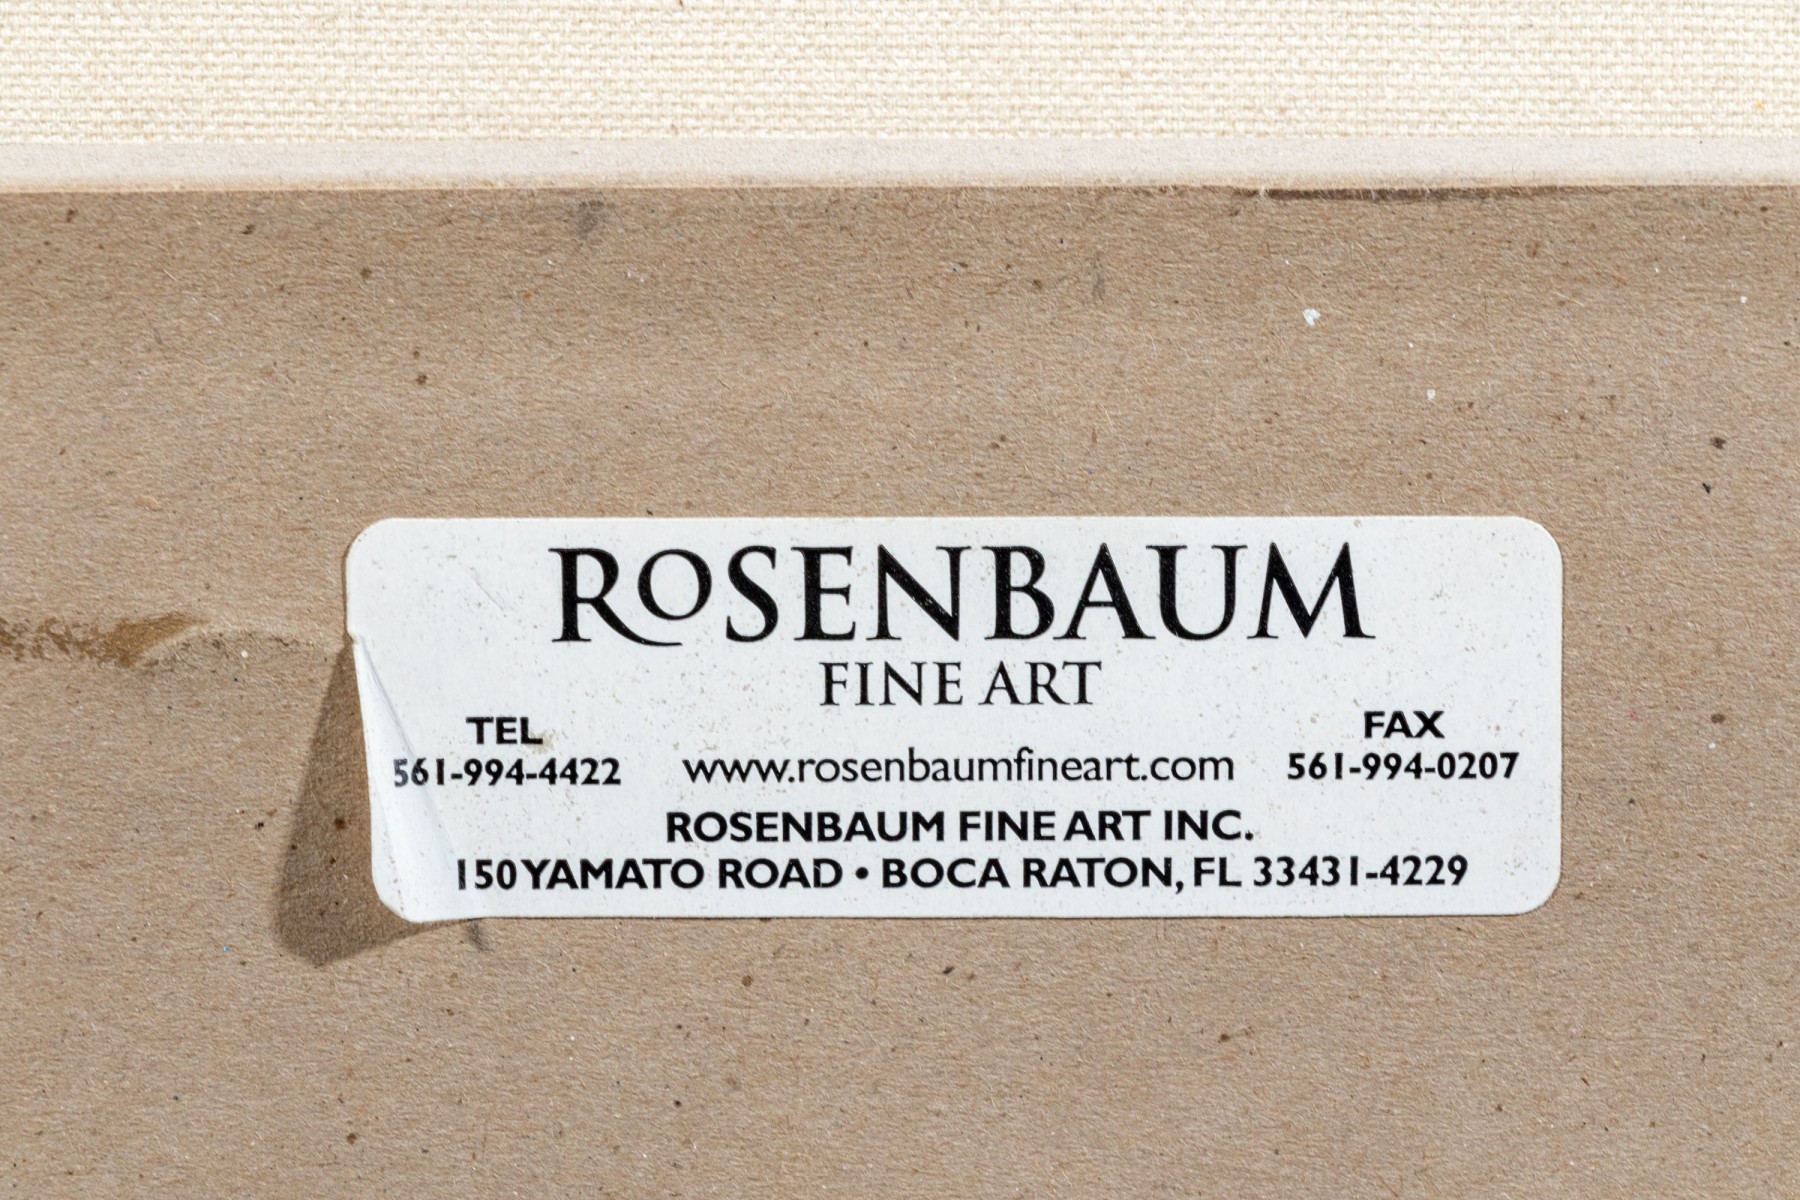 ROSENBAUM
FINE ART
TEL
561-994-4422
www.rosenbaumfineart.com
FAX
561-994-0207
ROSENBAUM FINE ART INC.
150 YAMATO ROAD • BOCA RATON, FL 33431-4229